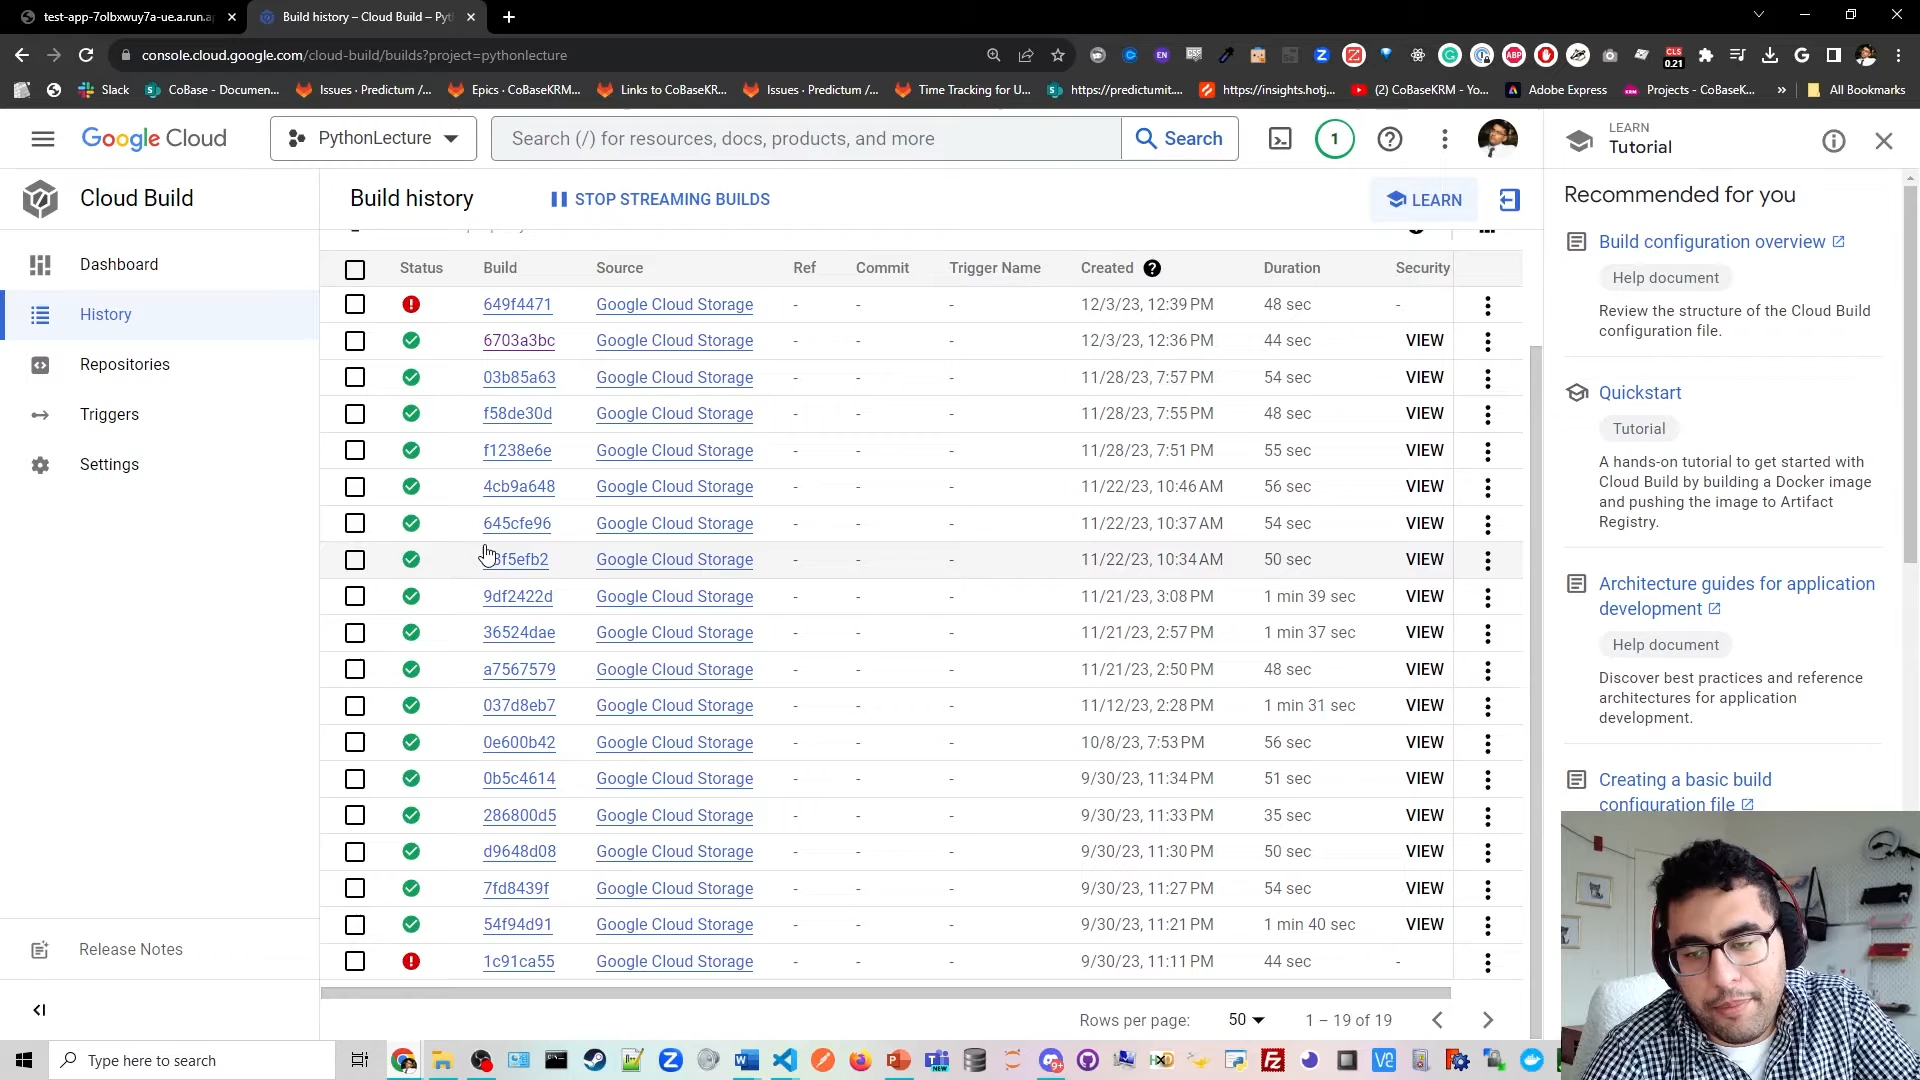 test-app-7olbxwuy7a-ue.a.run.a
Build history – Cloud Build – Pyt
console.cloud.google.com/cloud-build/builds?project=pythonlecture
EN
CSS
ABP
CLS
0.21
Slack
CoBase - Documen...
Issues · Predictum /...
Epics · CoBaseKRM...
Links to CoBaseKR...
Issues · Predictum /...
Time Tracking for U...
https://predictumit....
https://insights.hotj...
(2) CoBaseKRM - Yo...
Adobe Express
KRM
Projects - CoBaseK...
»
All Bookmarks
Google Cloud
PythonLecture
Search (/) for resources, docs, products, and more
Search
1
LEARN
Tutorial
Cloud Build
Build history
STOP STREAMING BUILDS
LEARN
Dashboard
History
Repositories
Triggers
Settings
Release Notes
Status Build Source Ref Commit Trigger Name Created Duration Security
649f4471 Google Cloud Storage - - - 12/3/23, 12:39 PM 48 sec -
6703a3bc Google Cloud Storage - - - 12/3/23, 12:36 PM 44 sec VIEW
03b85a63 Google Cloud Storage - - - 11/28/23, 7:57 PM 54 sec VIEW
f58de30d Google Cloud Storage - - - 11/28/23, 7:55 PM 48 sec VIEW
f1238e6e Google Cloud Storage - - - 11/28/23, 7:51 PM 55 sec VIEW
4cb9a648 Google Cloud Storage - - - 11/22/23, 10:46 AM 56 sec VIEW
645cfe96 Google Cloud Storage - - - 11/22/23, 10:37 AM 54 sec VIEW
Google Cloud Storage - - - 11/22/23, 10:34 AM 50 sec VIEW
9df2422d Google Cloud Storage - - - 11/21/23, 3:08 PM 1 min 39 sec VIEW
36524dae Google Cloud Storage - - - 11/21/23, 2:57 PM 1 min 37 sec VIEW
a7567579 Google Cloud Storage - - - 11/21/23, 2:50 PM 48 sec VIEW
037d8eb7 Google Cloud Storage - - - 11/12/23, 2:28 PM 1 min 31 sec VIEW
0e600b42 Google Cloud Storage - - - 10/8/23, 7:53 PM 56 sec VIEW
0b5c4614 Google Cloud Storage - - - 9/30/23, 11:34 PM 51 sec VIEW
286800d5 Google Cloud Storage - - - 9/30/23, 11:33 PM 35 sec VIEW
d9648d08 Google Cloud Storage - - - 9/30/23, 11:30 PM 50 sec VIEW
7fd8439f Google Cloud Storage - - - 9/30/23, 11:27 PM 54 sec VIEW
54f94d91 Google Cloud Storage - - - 9/30/23, 11:21 PM 1 min 40 sec VIEW
1c91ca55 Google Cloud Storage - - - 9/30/23, 11:11 PM 44 sec -
Rows per page: 50 1 – 19 of 19
Recommended for you
Build configuration overview
Help document
Review the structure of the Cloud Build
configuration file.
Quickstart
Tutorial
A hands-on tutorial to get started with
Cloud Build by building a Docker image
and pushing the image to Artifact
Registry.
Architecture guides for application
development
Help document
Discover best practices and reference
architectures for application
development.
Creating a basic build
configuration file
Type here to search